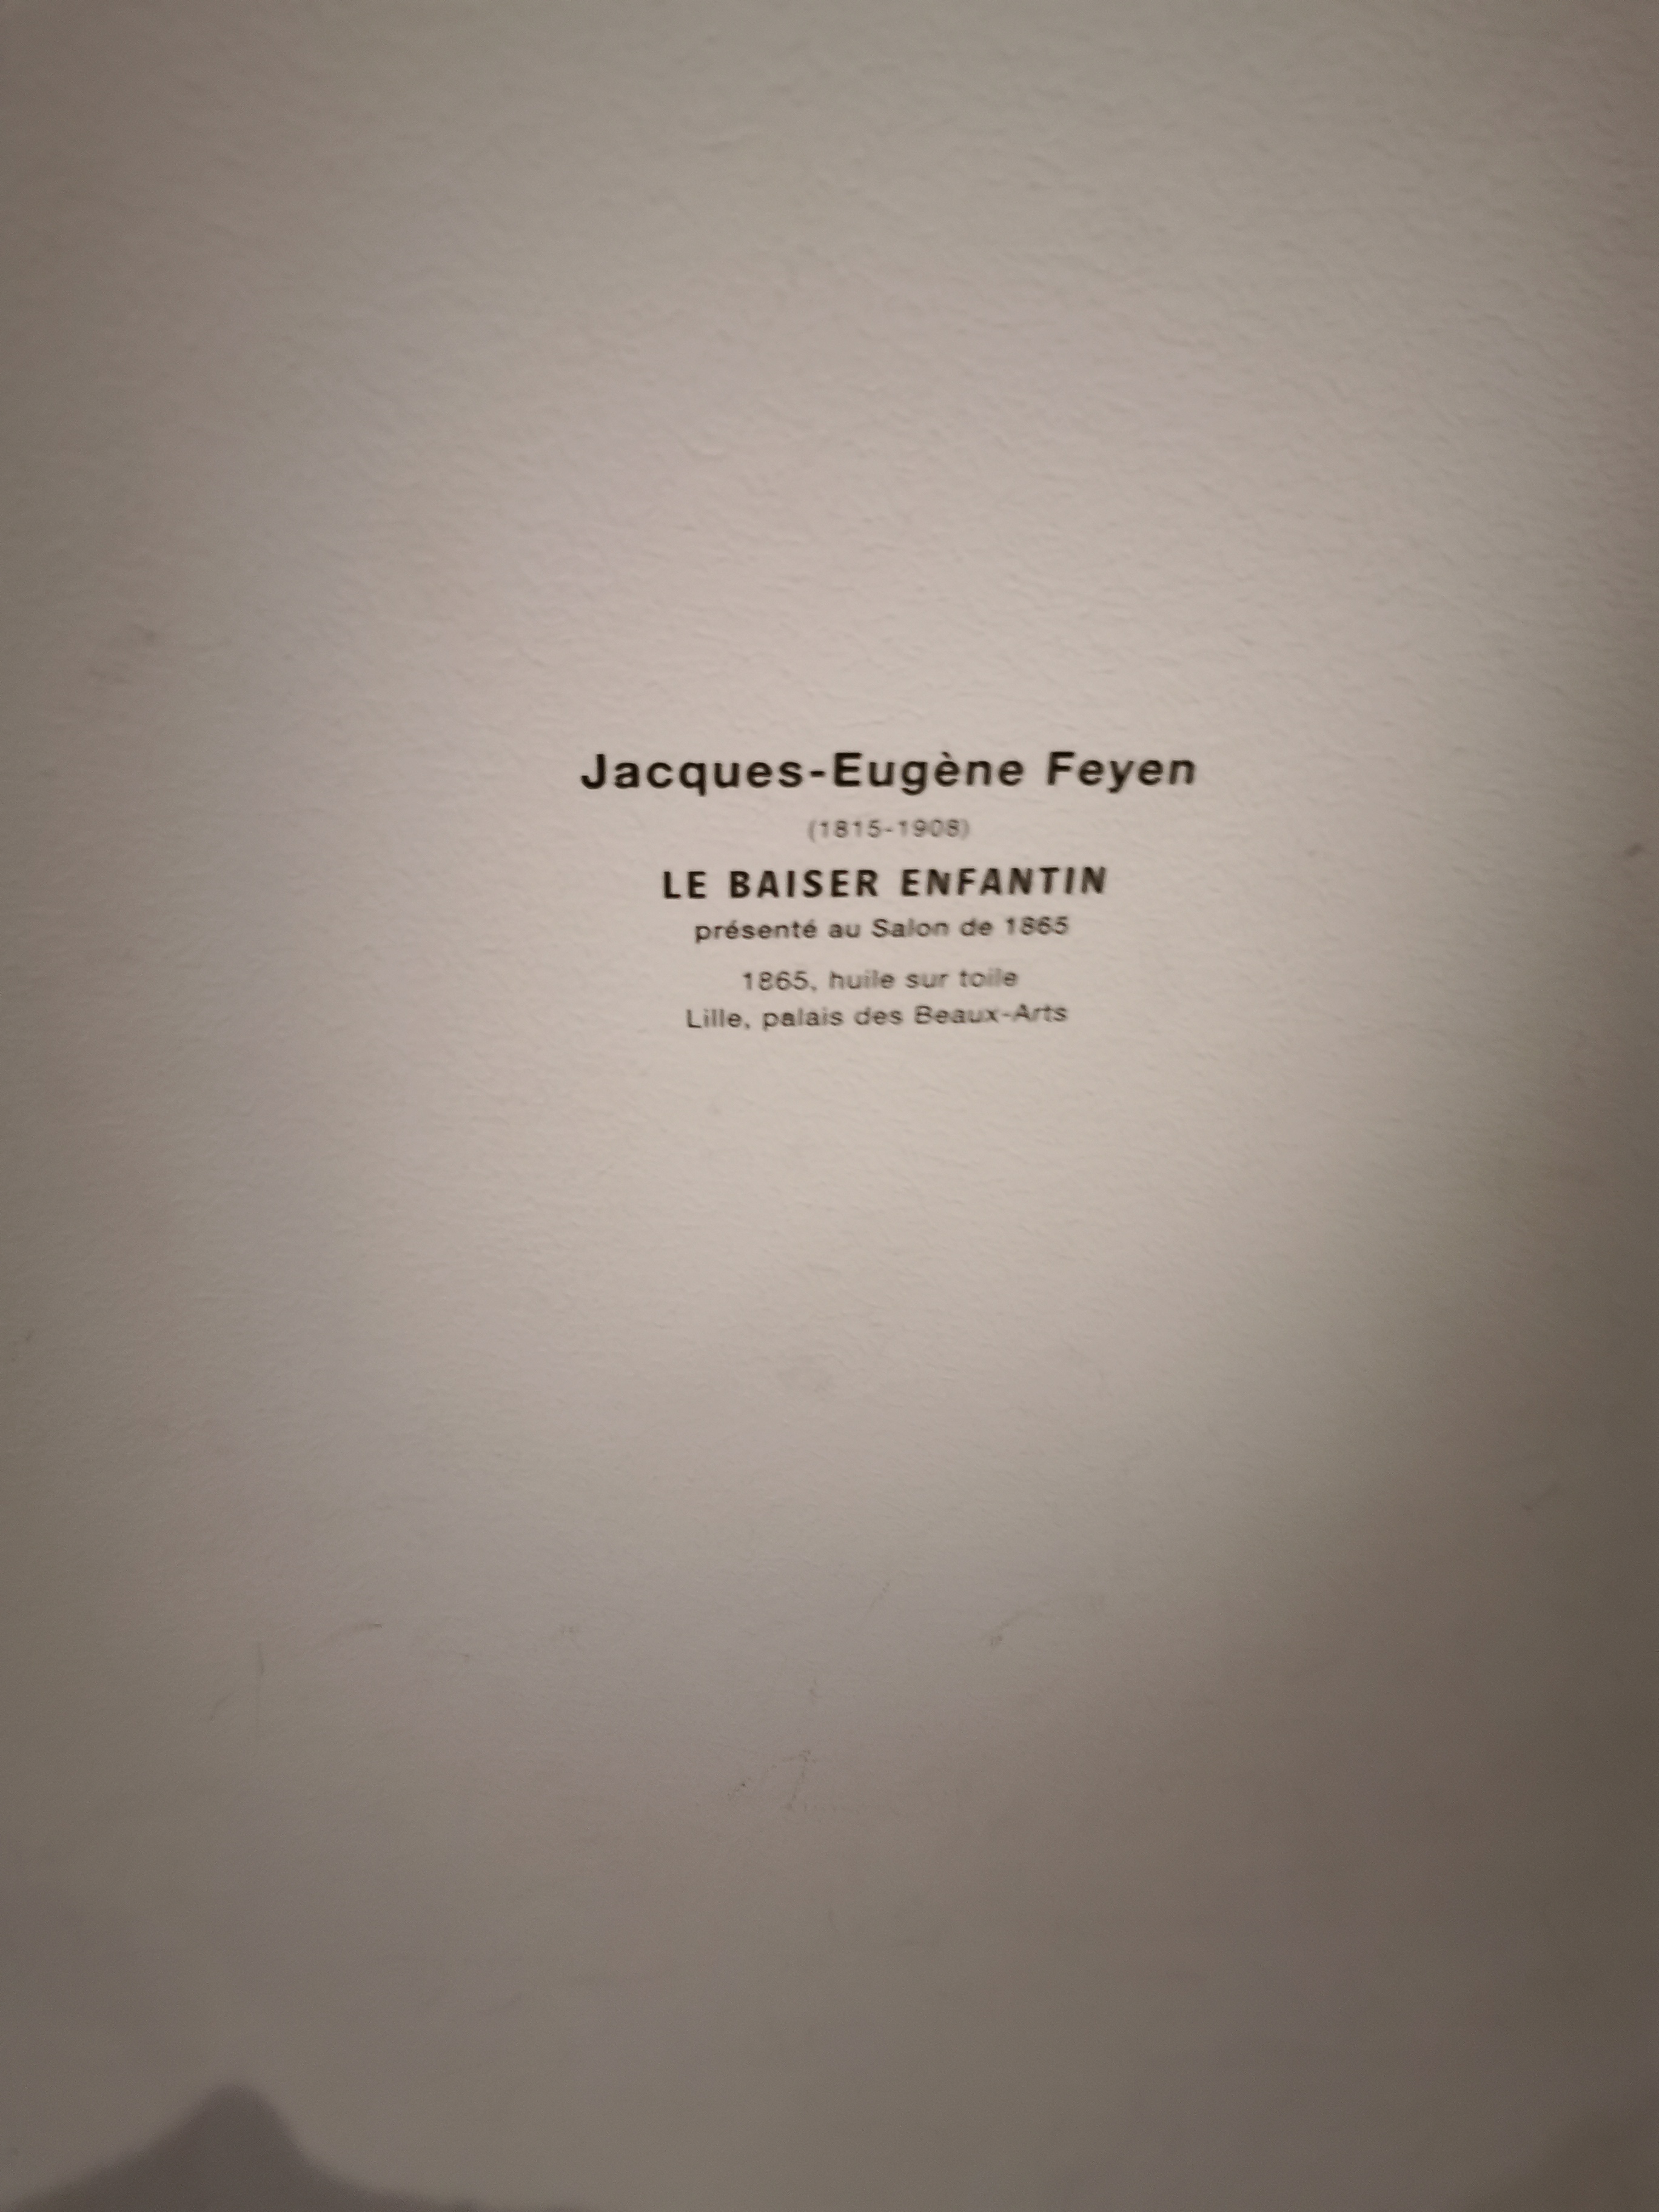 Jacques-Eugène Feyen
(1815-1908)
LE BAISER ENFANTIN
présenté au Salon de 1865
1865, huile sur toile
Lille, palais des Beaux-Arts